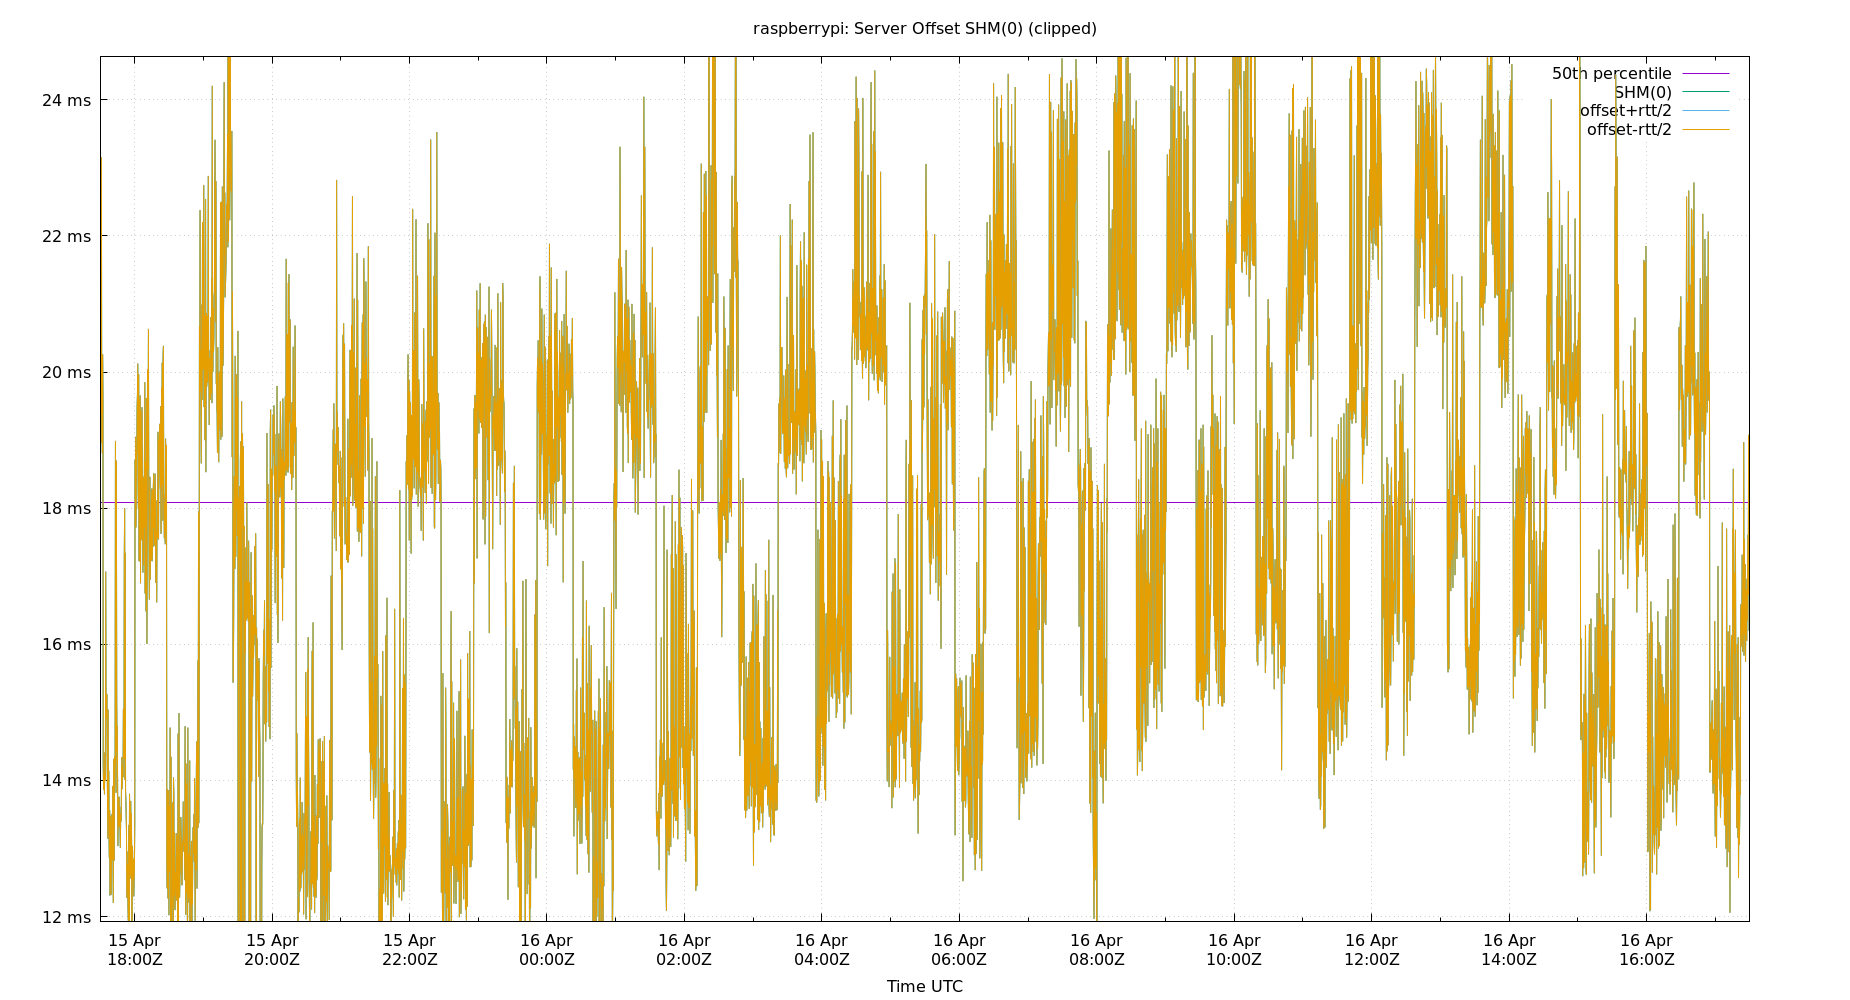 raspberrypi: Server Offset SHM(0) (clipped)
50th percentile
SHM(0)
offset+rtt/2
offset-rtt/2
24 ms
22 ms
20 ms
18 ms
16 ms
14 ms
12 ms
15 Apr 15 Apr 15 Apr 16 Apr 16 Apr 16 Apr 16 Apr 16 Apr 16 Apr 16 Apr 16 Apr 16 Apr
18:00Z 20:00Z 22:00Z 00:00Z 02:00Z 04:00Z 06:00Z 08:00Z 10:00Z 12:00Z 14:00Z 16:00Z
Time UTC